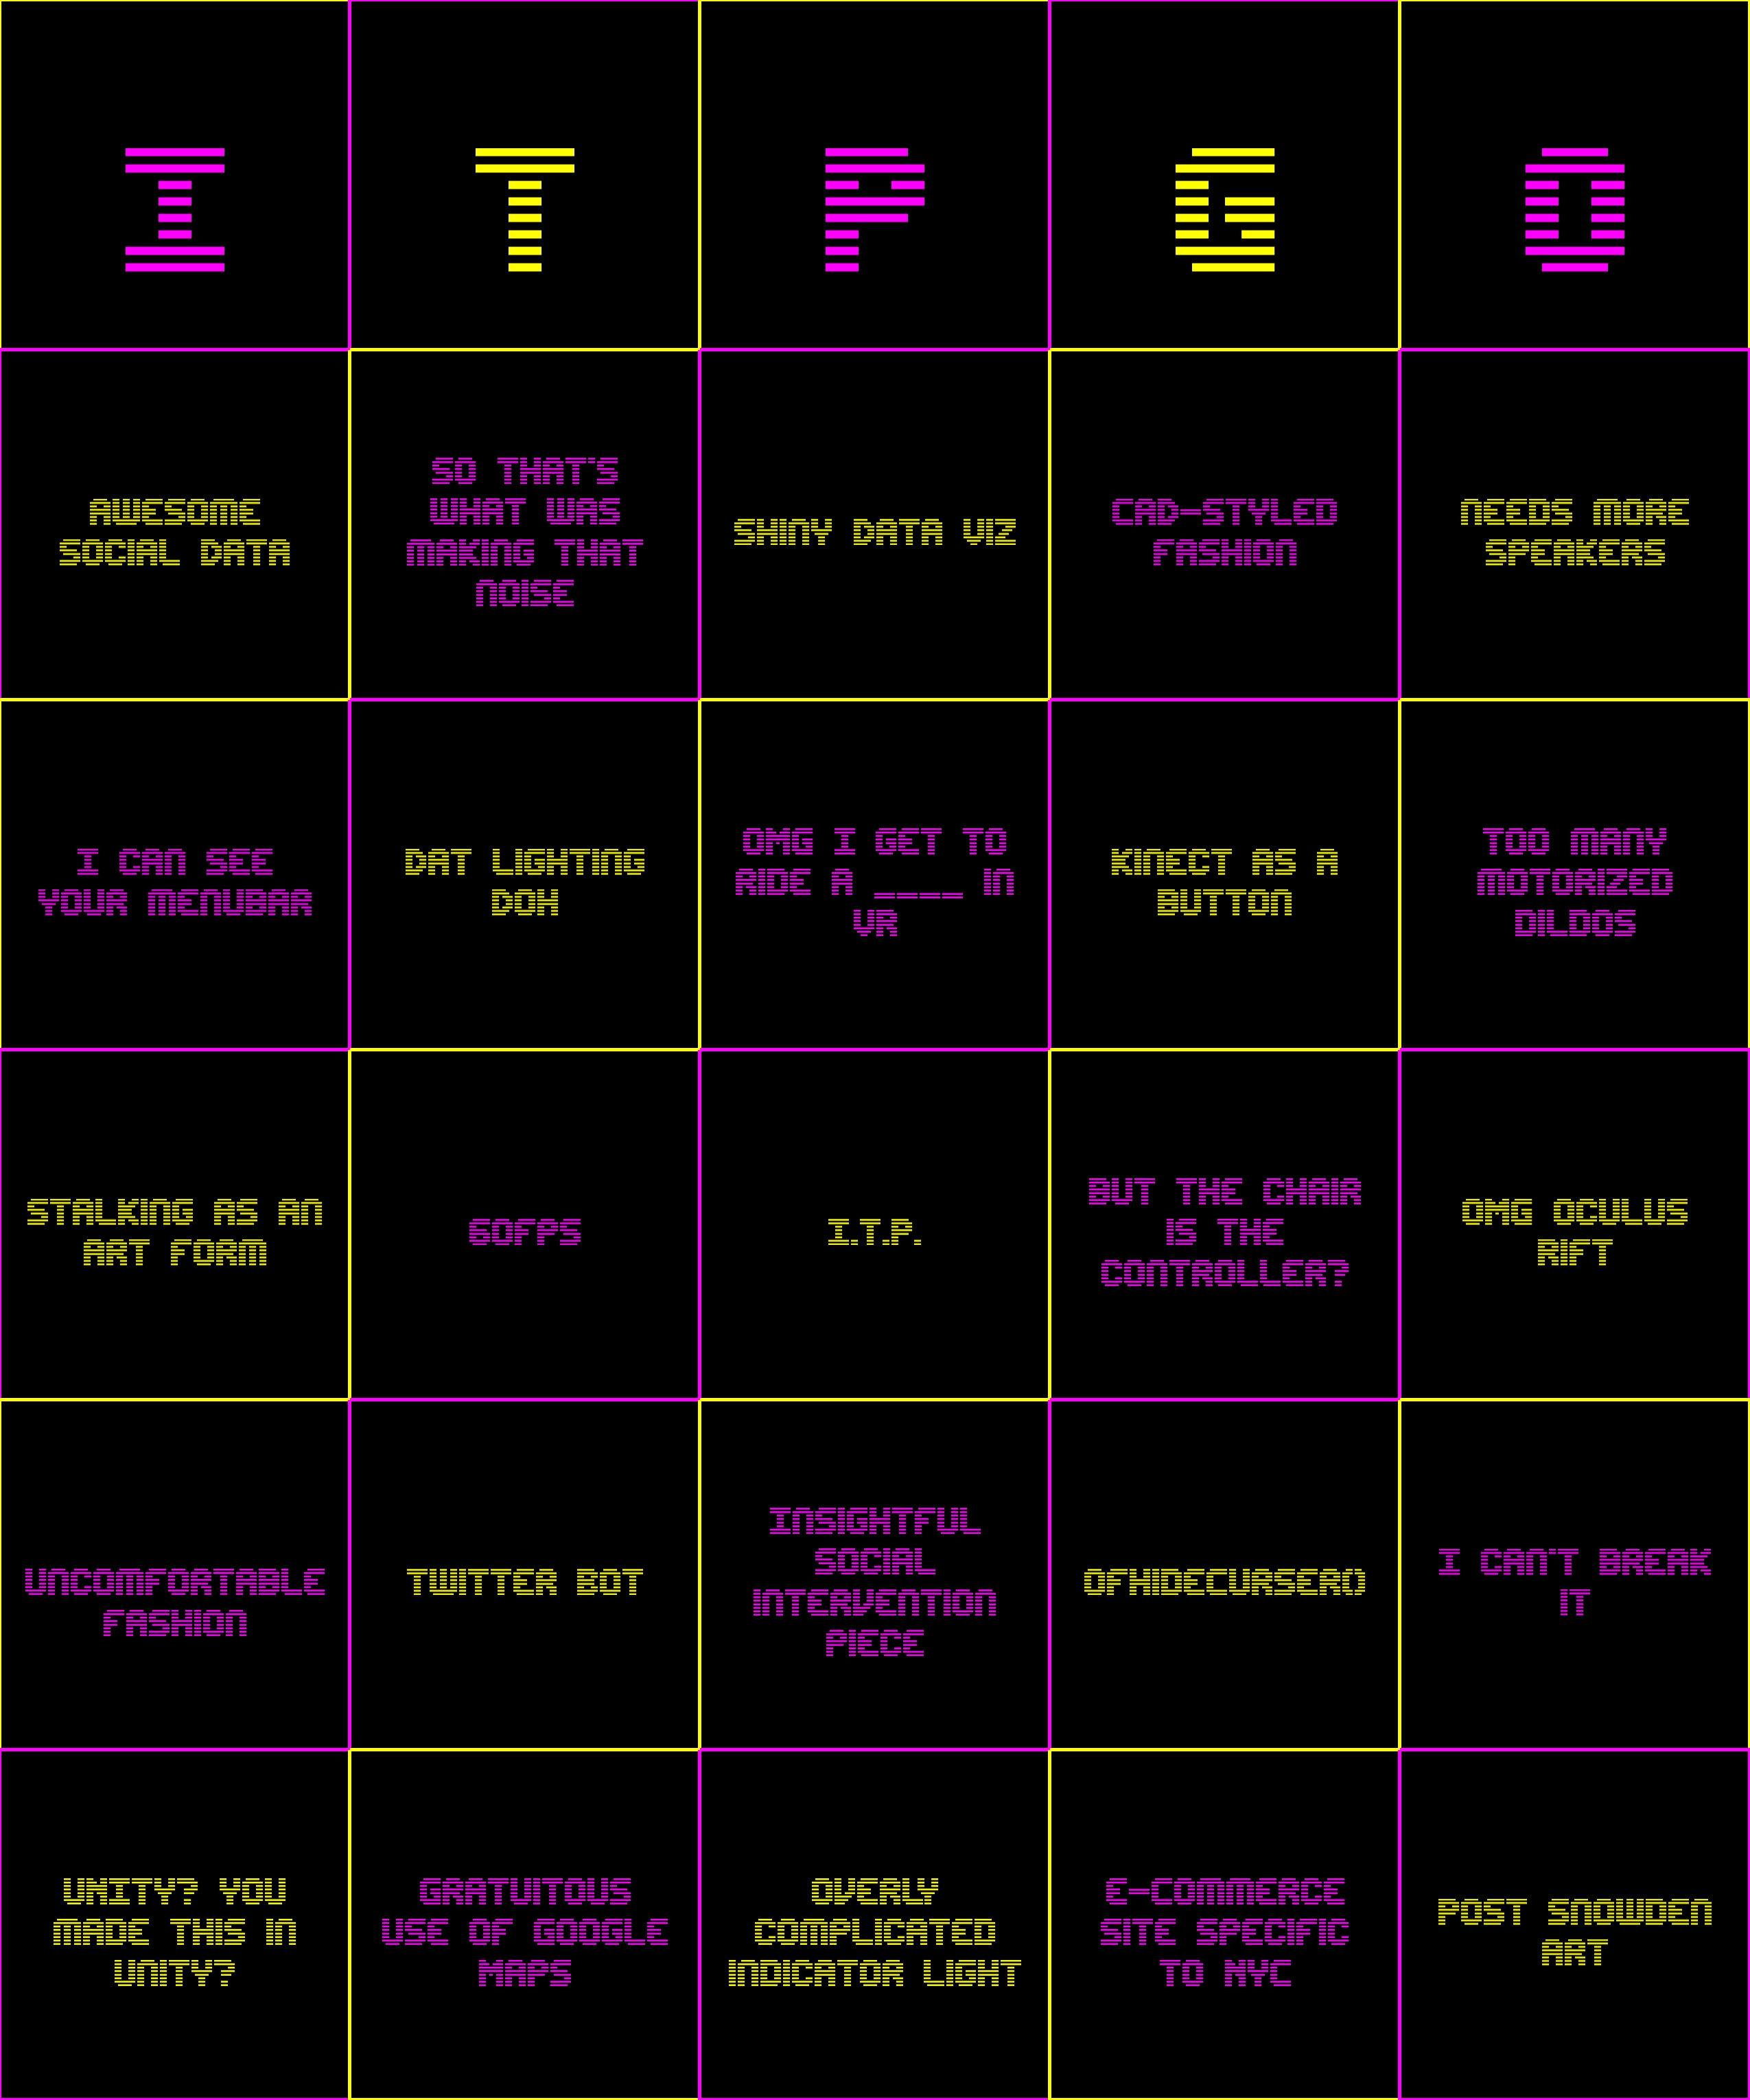 I
T
P
G
O
AWESOME
SOCIAL DATA
SO THAT'S
WHAT WAS
MAKING THAT
NOISE
SHINY DATA VIZ
CAD-STYLED
FASHION
NEEDS MORE
SPEAKERS
I CAN SEE
YOUR MENUBAR
DAT LIGHTING
DOH
OMG I GET TO
RIDE A ____ IN
VR
KINECT AS A
BUTTON
TOO MANY
MOTORIZED
DILDOS
STALKING AS AN
ART FORM
60FPS
I.T.P.
BUT THE CHAIR
IS THE
CONTROLLER?
OMG OCULUS
RIFT
UNCOMFORTABLE
FASHION
TWITTER BOT
INSIGHTFUL
SOCIAL
INTERVENTION
PIECE
OFHIDECURSER()
I CAN'T BREAK
IT
UNITY? YOU
MADE THIS IN
UNITY?
GRATUITOUS
USE OF GOOGLE
MAPS
OVERLY
COMPLICATED
INDICATOR LIGHT
E-COMMERCE
SITE SPECIFIC
TO NYC
POST SNOWDEN
ART